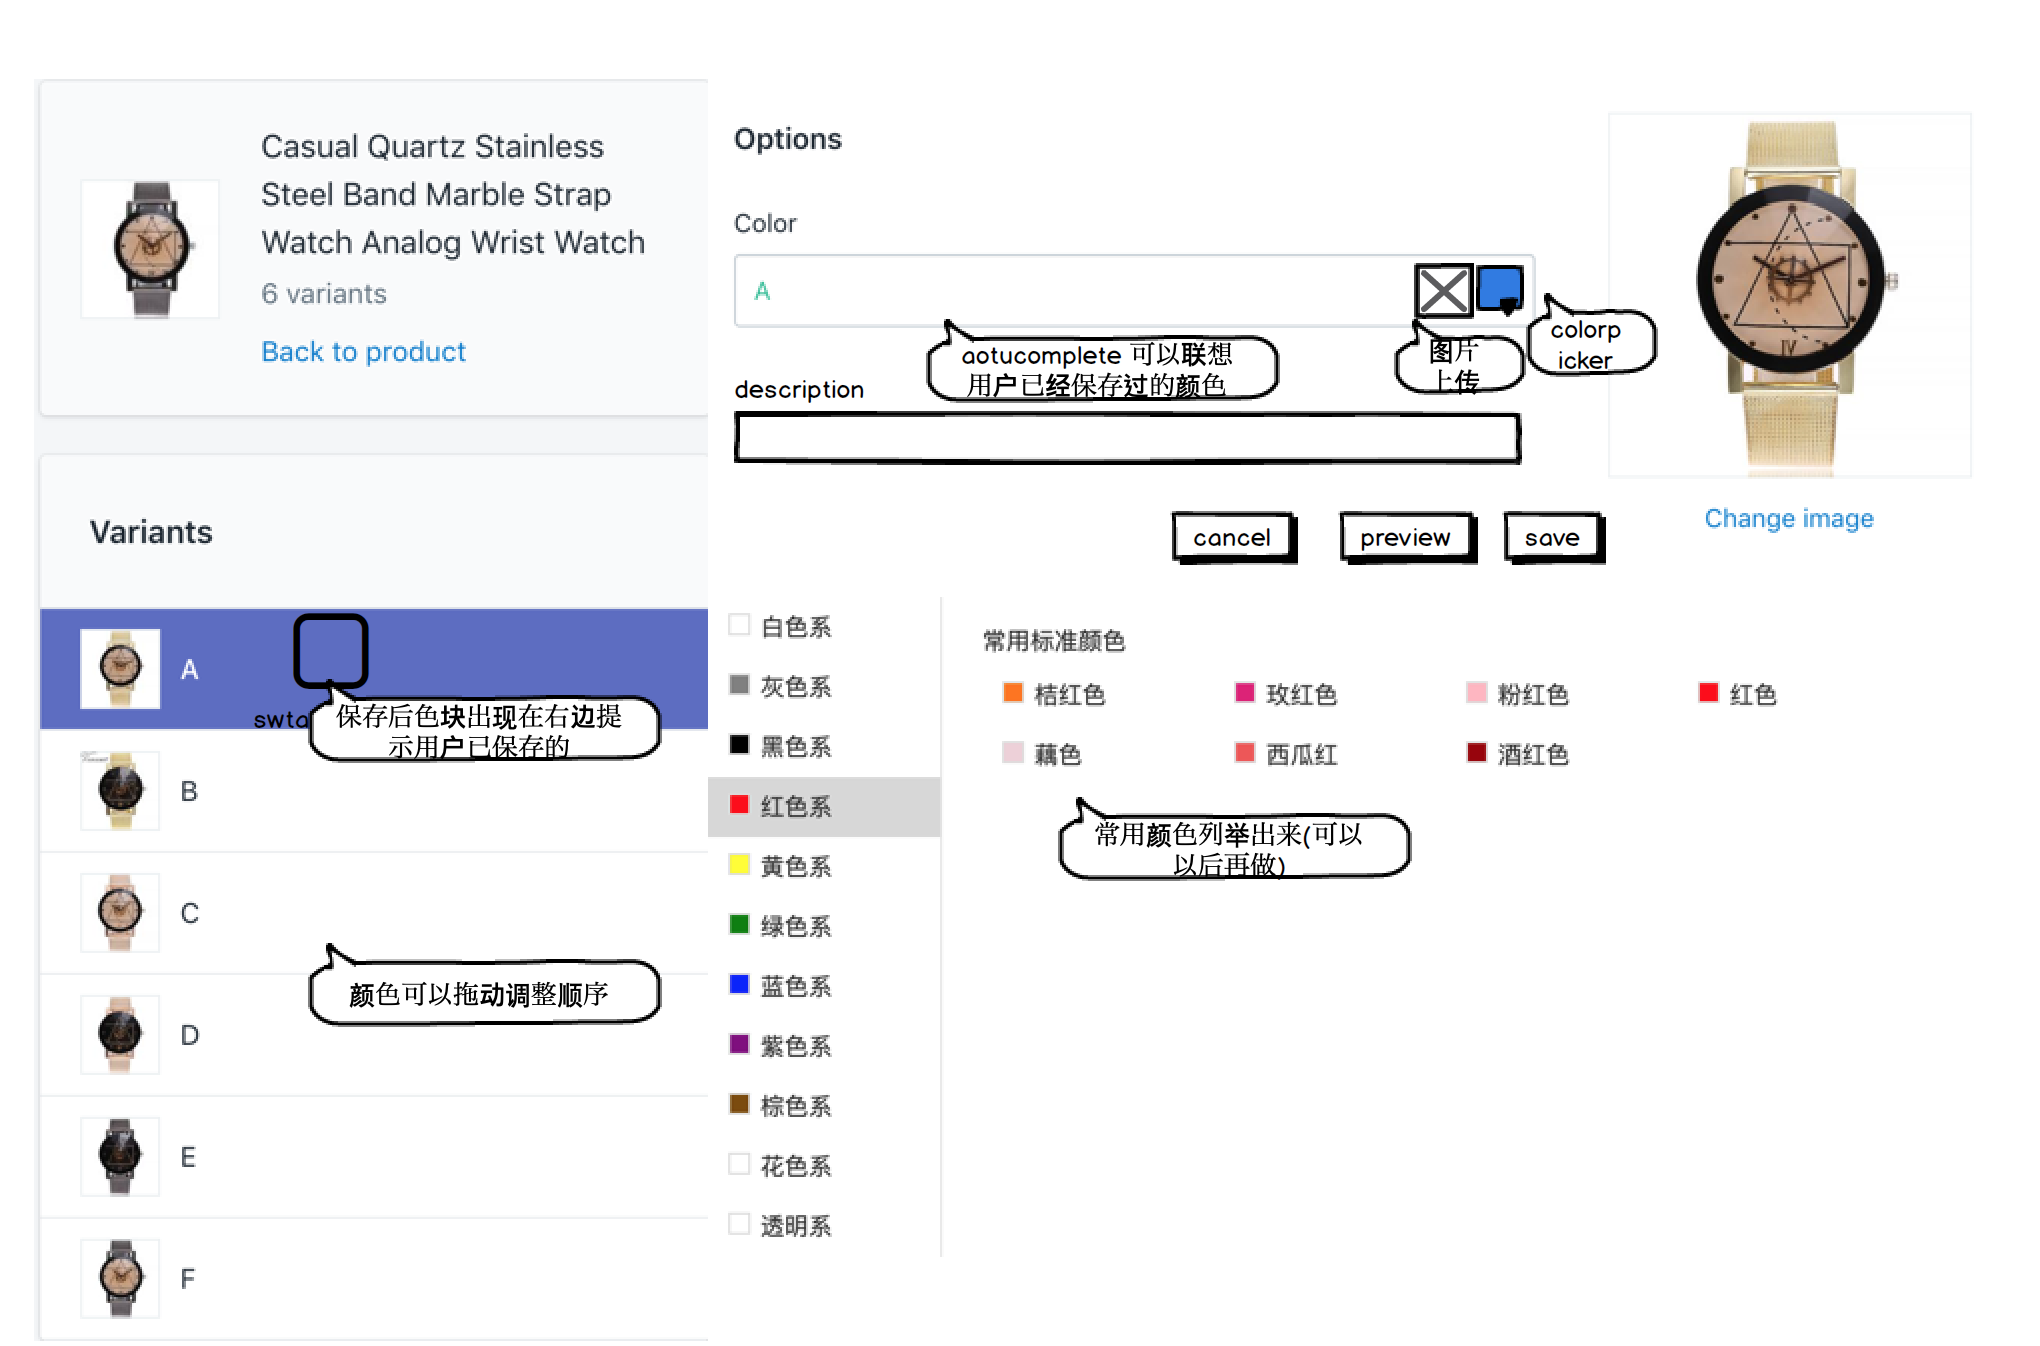 Casual Quartz Stainless
Steel Band Marble Strap
Watch Analog Wrist Watch
6 variants
Back to product
Variants
A
swta
保存后色块出现在右边提
示用户已保存的
B
C
颜色可以拖动调整顺序
D
E
F
Options
Color
A
aotucomplete 可以联想
用户已经保存过的颜色
图片
上传
colorp
icker
description
cancel
preview
save
Change image
白色系
灰色系
黑色系
红色系
黄色系
绿色系
蓝色系
紫色系
棕色系
花色系
透明系
常用标准颜色
桔红色
玫红色
粉红色
红色
藕色
西瓜红
酒红色
常用颜色列举出来(可以
以后再做)